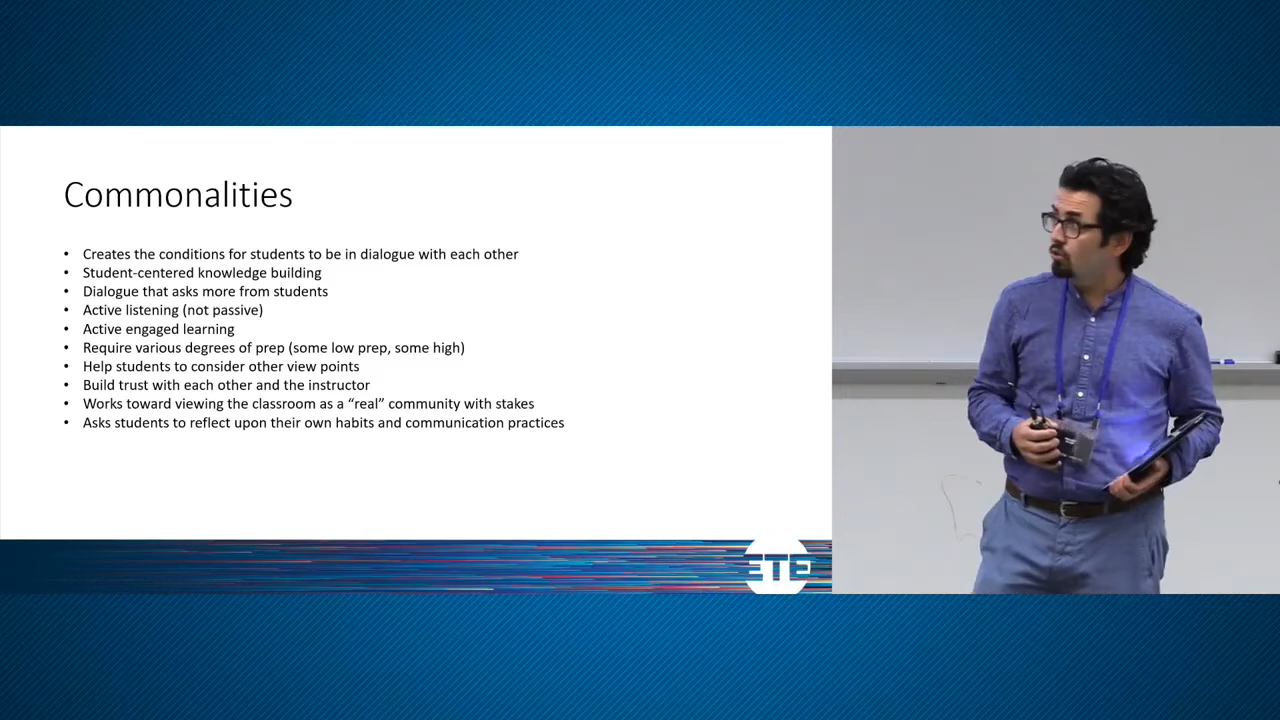 Commonalities
• Creates the conditions for students to be in dialogue with each other
• Student-centered knowledge building
• Dialogue that asks more from students
• Active listening (not passive)
• Active engaged learning
• Require various degrees of prep (some low prep, some high)
• Help students to consider other view points
• Build trust with each other and the instructor
• Works toward viewing the classroom as a “real” community with stakes
• Asks students to reflect upon their own habits and communication practices